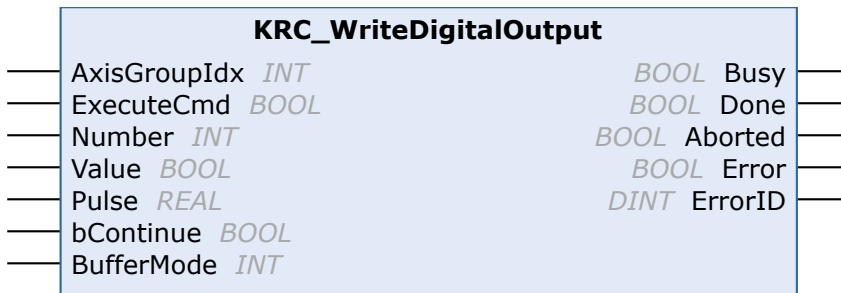 KRC_WriteDigitalOutput
AxisGroupIdx INT BOOL Busy
ExecuteCmd BOOL BOOL Done
Number INT BOOL Aborted
Value BOOL BOOL Error
Pulse REAL DINT ErrorID
bContinue BOOL
BufferMode INT